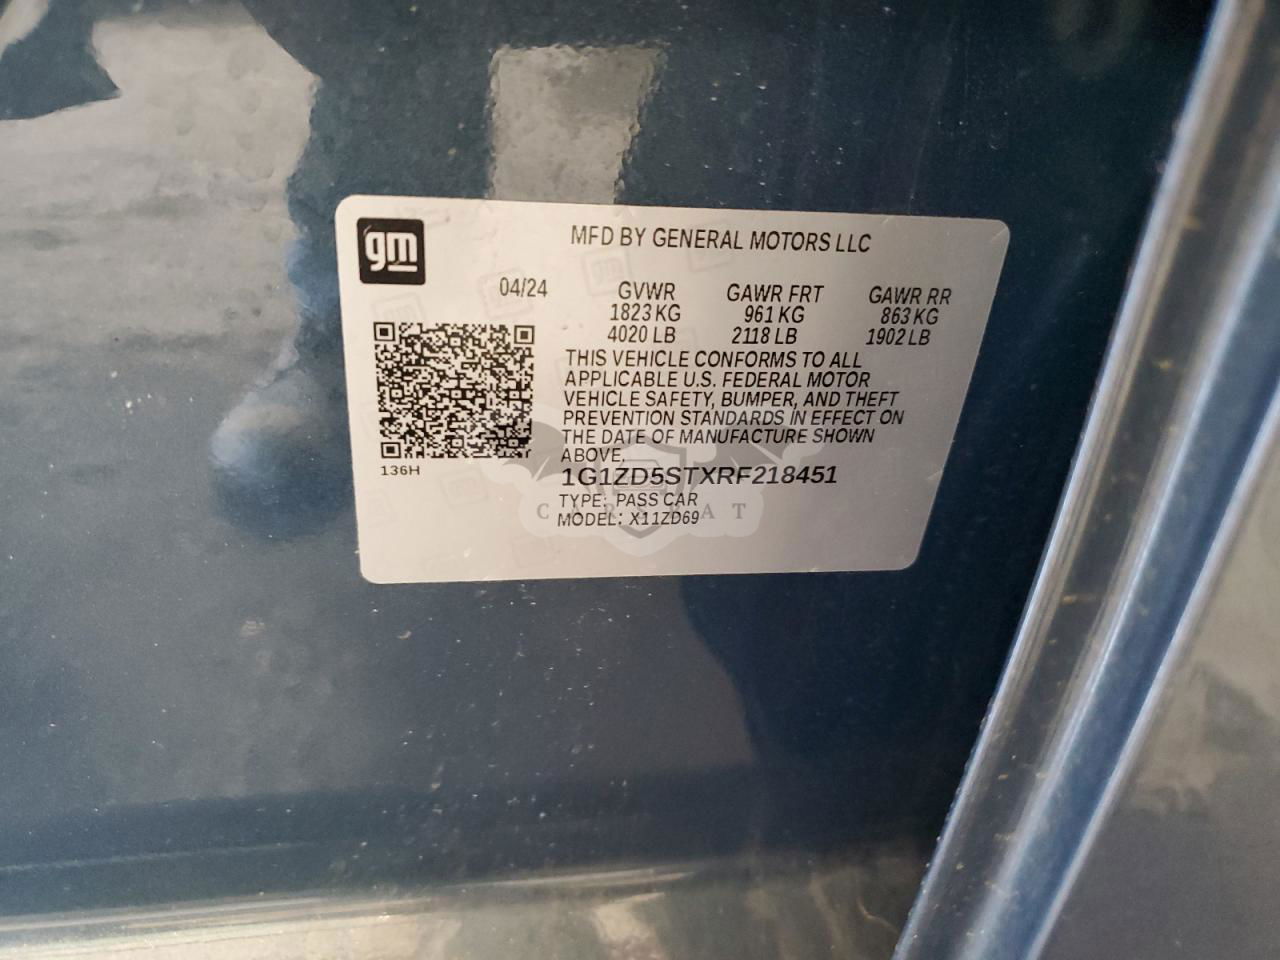 gm
MFD BY GENERAL MOTORS LLC
04/24 GVWR GAWR FRT GAWR RR
1823 KG 961 KG 863 KG
4020 LB 2118 LB 1902 LB
THIS VEHICLE CONFORMS TO ALL
APPLICABLE U.S. FEDERAL MOTOR
VEHICLE SAFETY, BUMPER, AND THEFT
PREVENTION STANDARDS IN EFFECT ON
THE DATE OF MANUFACTURE SHOWN
ABOVE.
136H
1G1ZD5STXRF218451
TYPE: PASS CAR
MODEL: X11ZD69